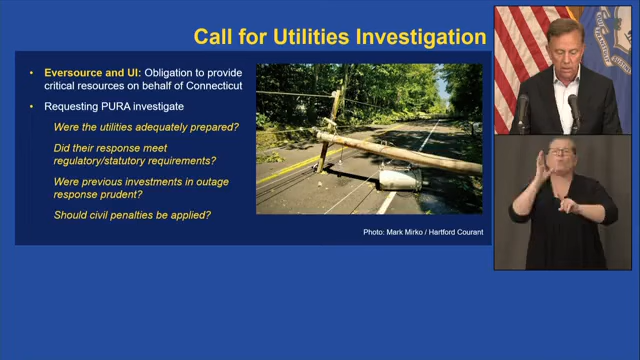 Call for Utilities Investigation
• Eversource and UI: Obligation to provide
critical resources on behalf of Connecticut
• Requesting PURA investigate
Were the utilities adequately prepared?
Did their response meet
regulatory/statutory requirements?
Were previous investments in outage
response prudent?
Should civil penalties be applied?
Photo: Mark Mirko / Hartford Courant